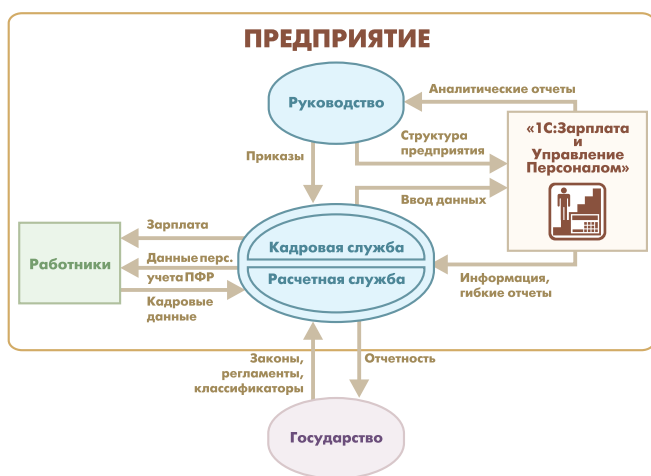 ПРЕДПРИЯТИЕ
Руководство
Аналитические отчеты
«1С:Зарплата
и
Управление
Персоналом»
Структура
предприятия
Приказы
Ввод данных
Зарплата
Данные перс.
учета ПФР
Кадровые
данные
Работники
Кадровая служба
Расчетная служба
Информация,
гибкие отчеты
Законы,
регламенты,
классификаторы
Отчетность
Государство